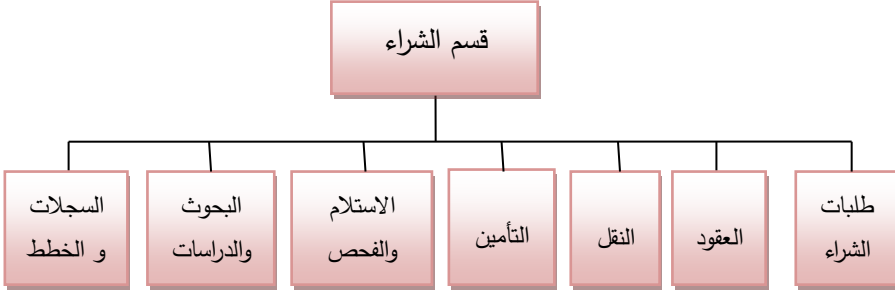 قسم الشراء
طلبات
الشراء
العقود
النقل
التأمين
الاستلام
والفحص
البحوث
والدراسات
السجلات
و الخطط